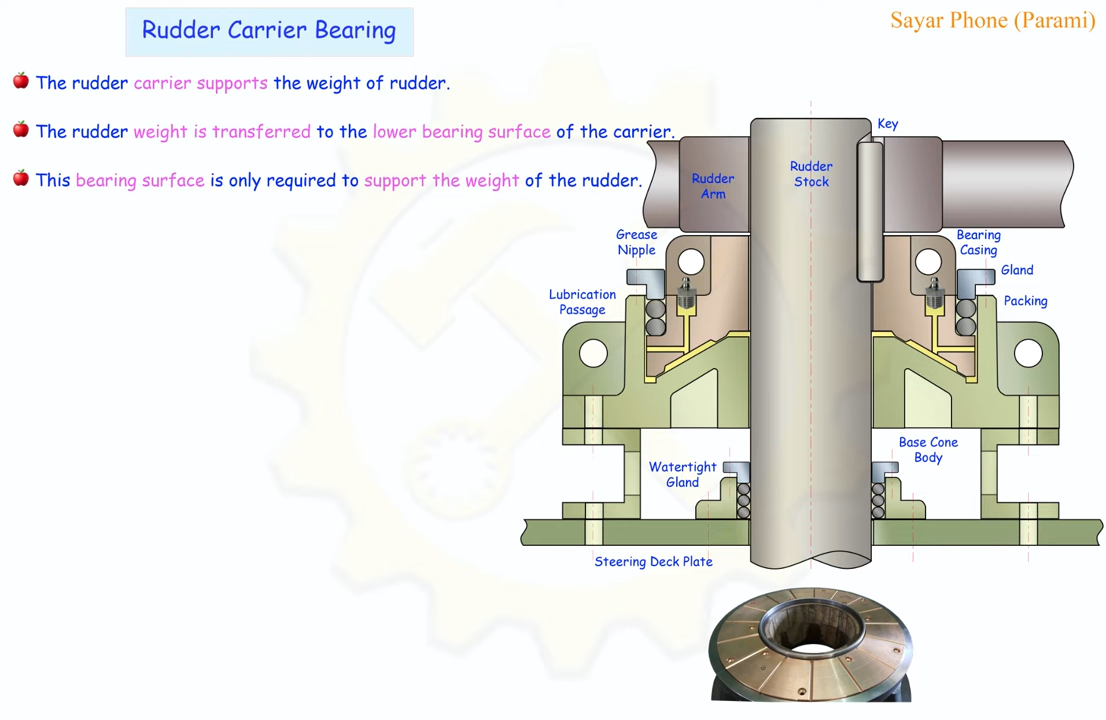 Rudder Carrier Bearing
Sayar Phone (Parami)
The rudder carrier supports the weight of rudder.
The rudder weight is transferred to the lower bearing surface of the carrier.
This bearing surface is only required to support the weight of the rudder.
Key
Rudder
Stock
Rudder
Arm
Grease
Nipple
Bearing
Casing
Gland
Lubrication
Passage
Packing
Base Cone
Body
Watertight
Gland
Steering Deck Plate